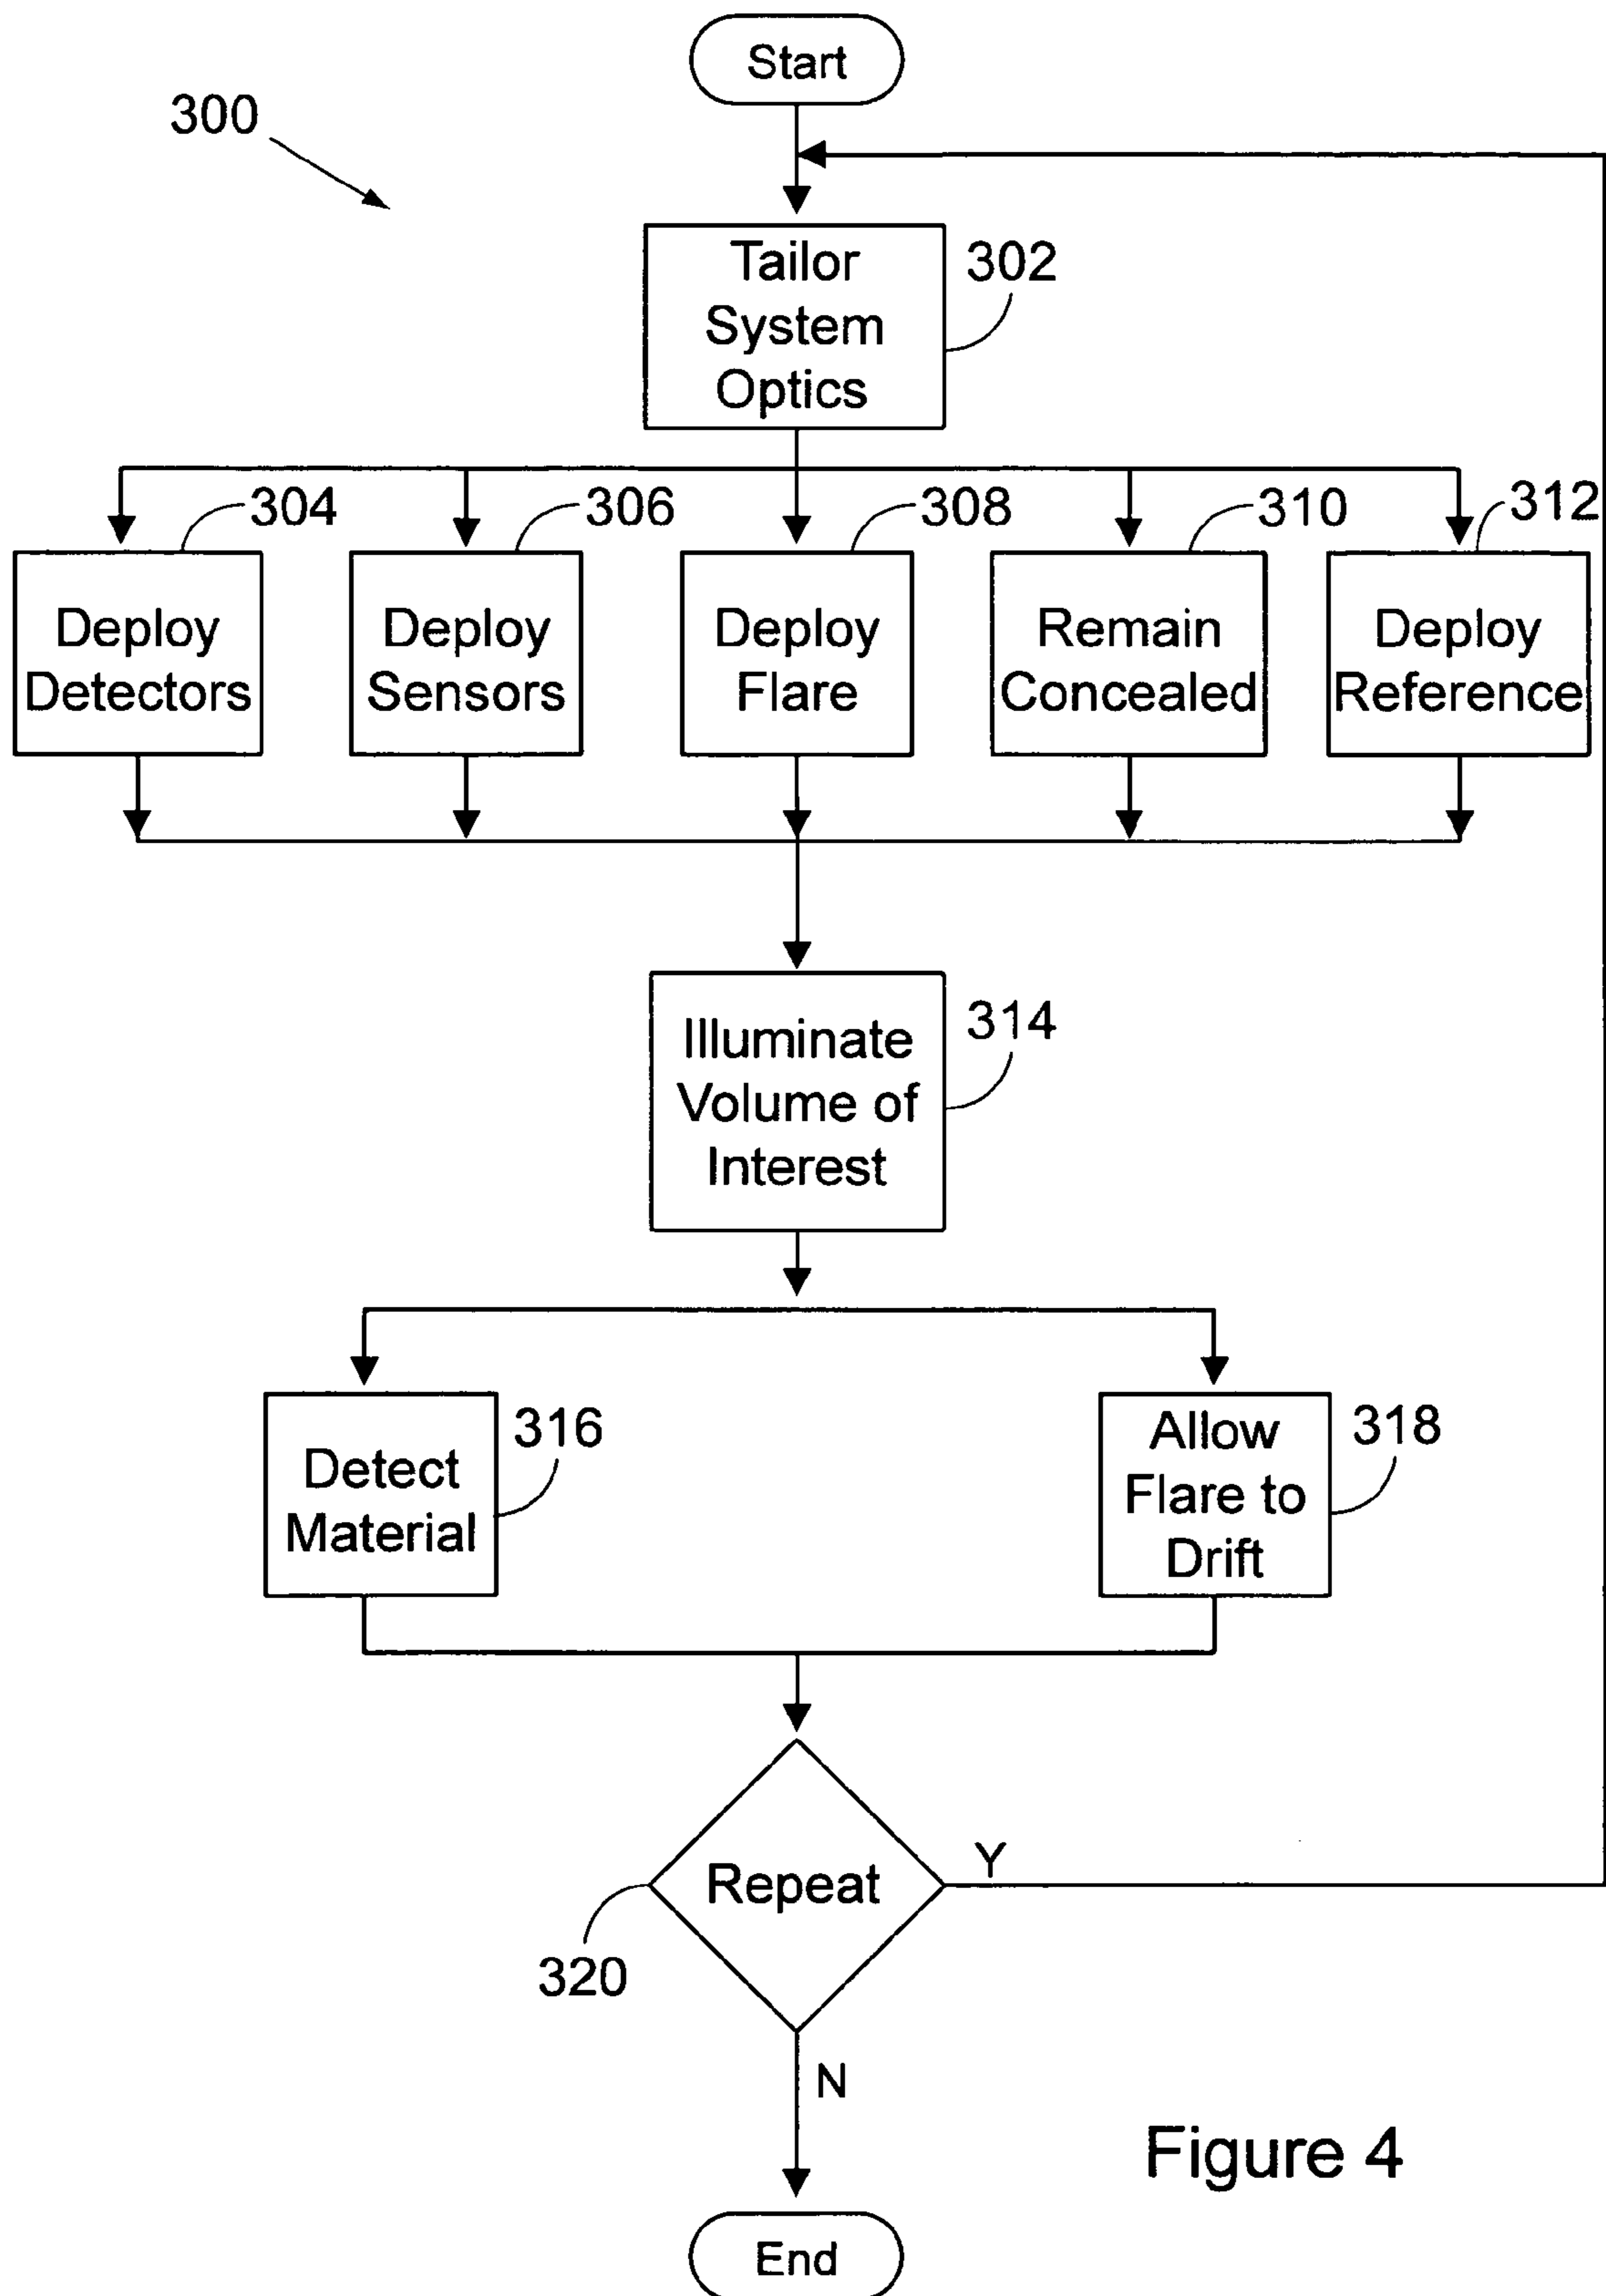 Start
300
Tailor
System
Optics
302
304
306
308
310
312
Deploy
Detectors
Deploy
Sensors
Deploy
Flare
Remain
Concealed
Deploy
Reference
Illuminate
Volume of
Interest
314
Detect
Material
316
Allow
Flare to
Drift
318
Repeat
Y
320
N
Figure 4
End